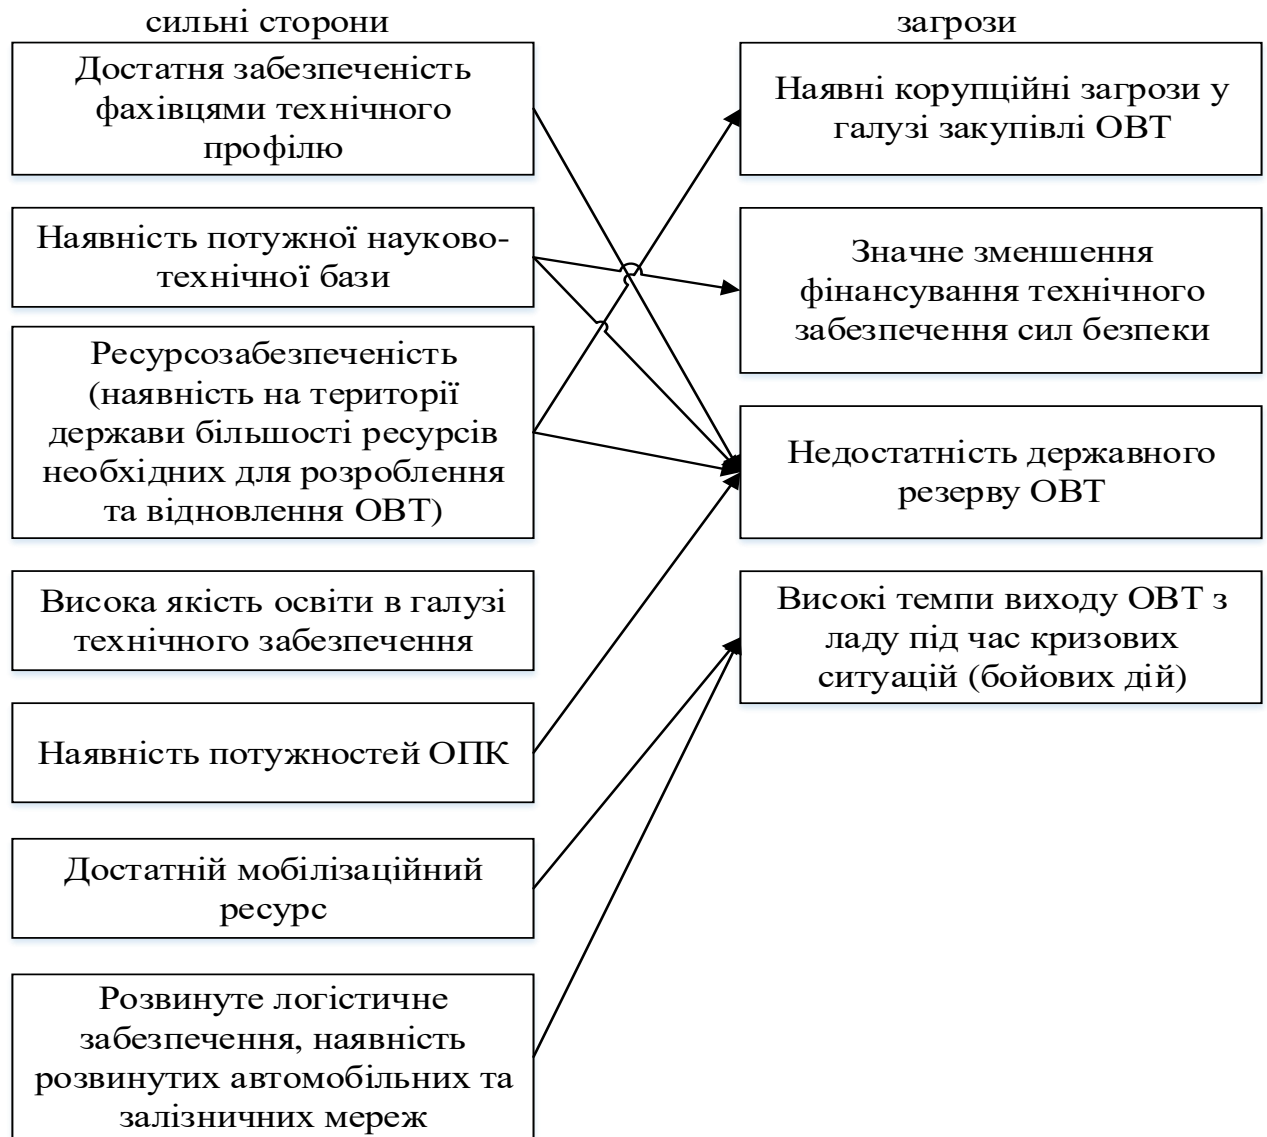 сильні сторони
Достатня забезпеність
фахівцями технічного
профілю
Наявність потужної науково-
технічної бази
Ресурсозабезпеченість
(наявність на території
держави більшості ресурсів
необхідних для розроблення
та відновлення ОВТ)
Висока якість освіти в галузі
технічного забезпечення
Наявність потужностей ОПК
Достатній мобілізаційний
ресурс
Розвинуте логістичне
забезпечення, наявність
розвинутих автомобільних та
залізничних мереж
загрози
Наявні корупційні загрози у
галузі закупівлі ОВТ
Значне зменшення
фінансування технічного
забезпечення сил безпеки
Недостатність державного
резерву ОВТ
Високі темпи виходу ОВТ з
ладу під час кризових
ситуацій (бойових дій)